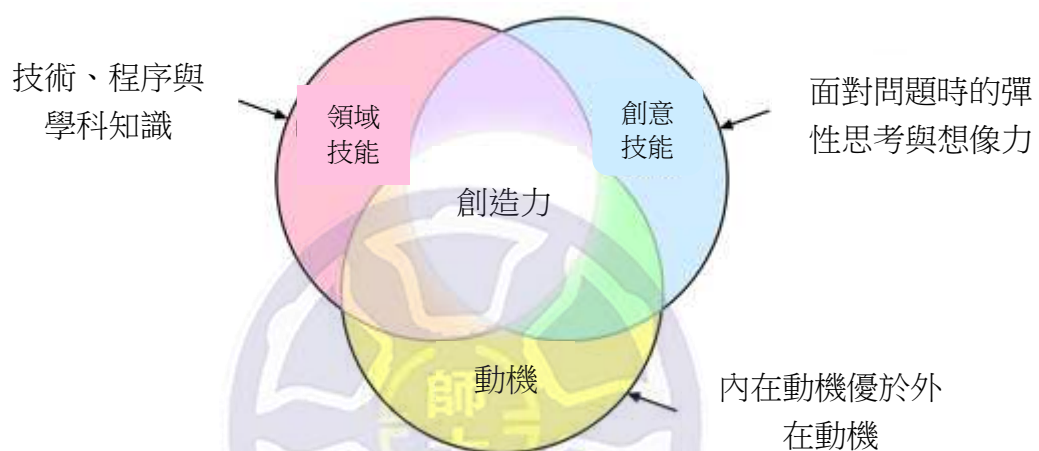 技術、程序與
學科知識
領域
技能
創意
技能
面對問題時的彈
性思考與想像力
創造力
動機
師
內在動機優於外
在動機